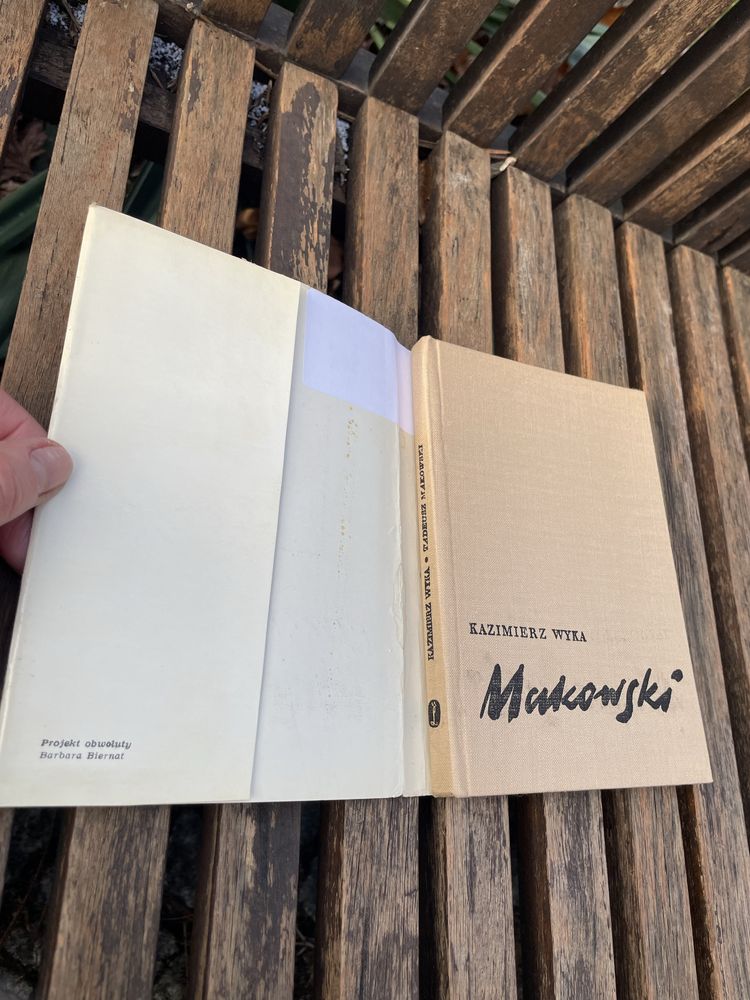 Projekt obwoluty
Barbara Biernat
KAZIMIERZ WYKA • TADEUSZ MAKOWSKI
KAZIMIERZ WYKA
Makowski